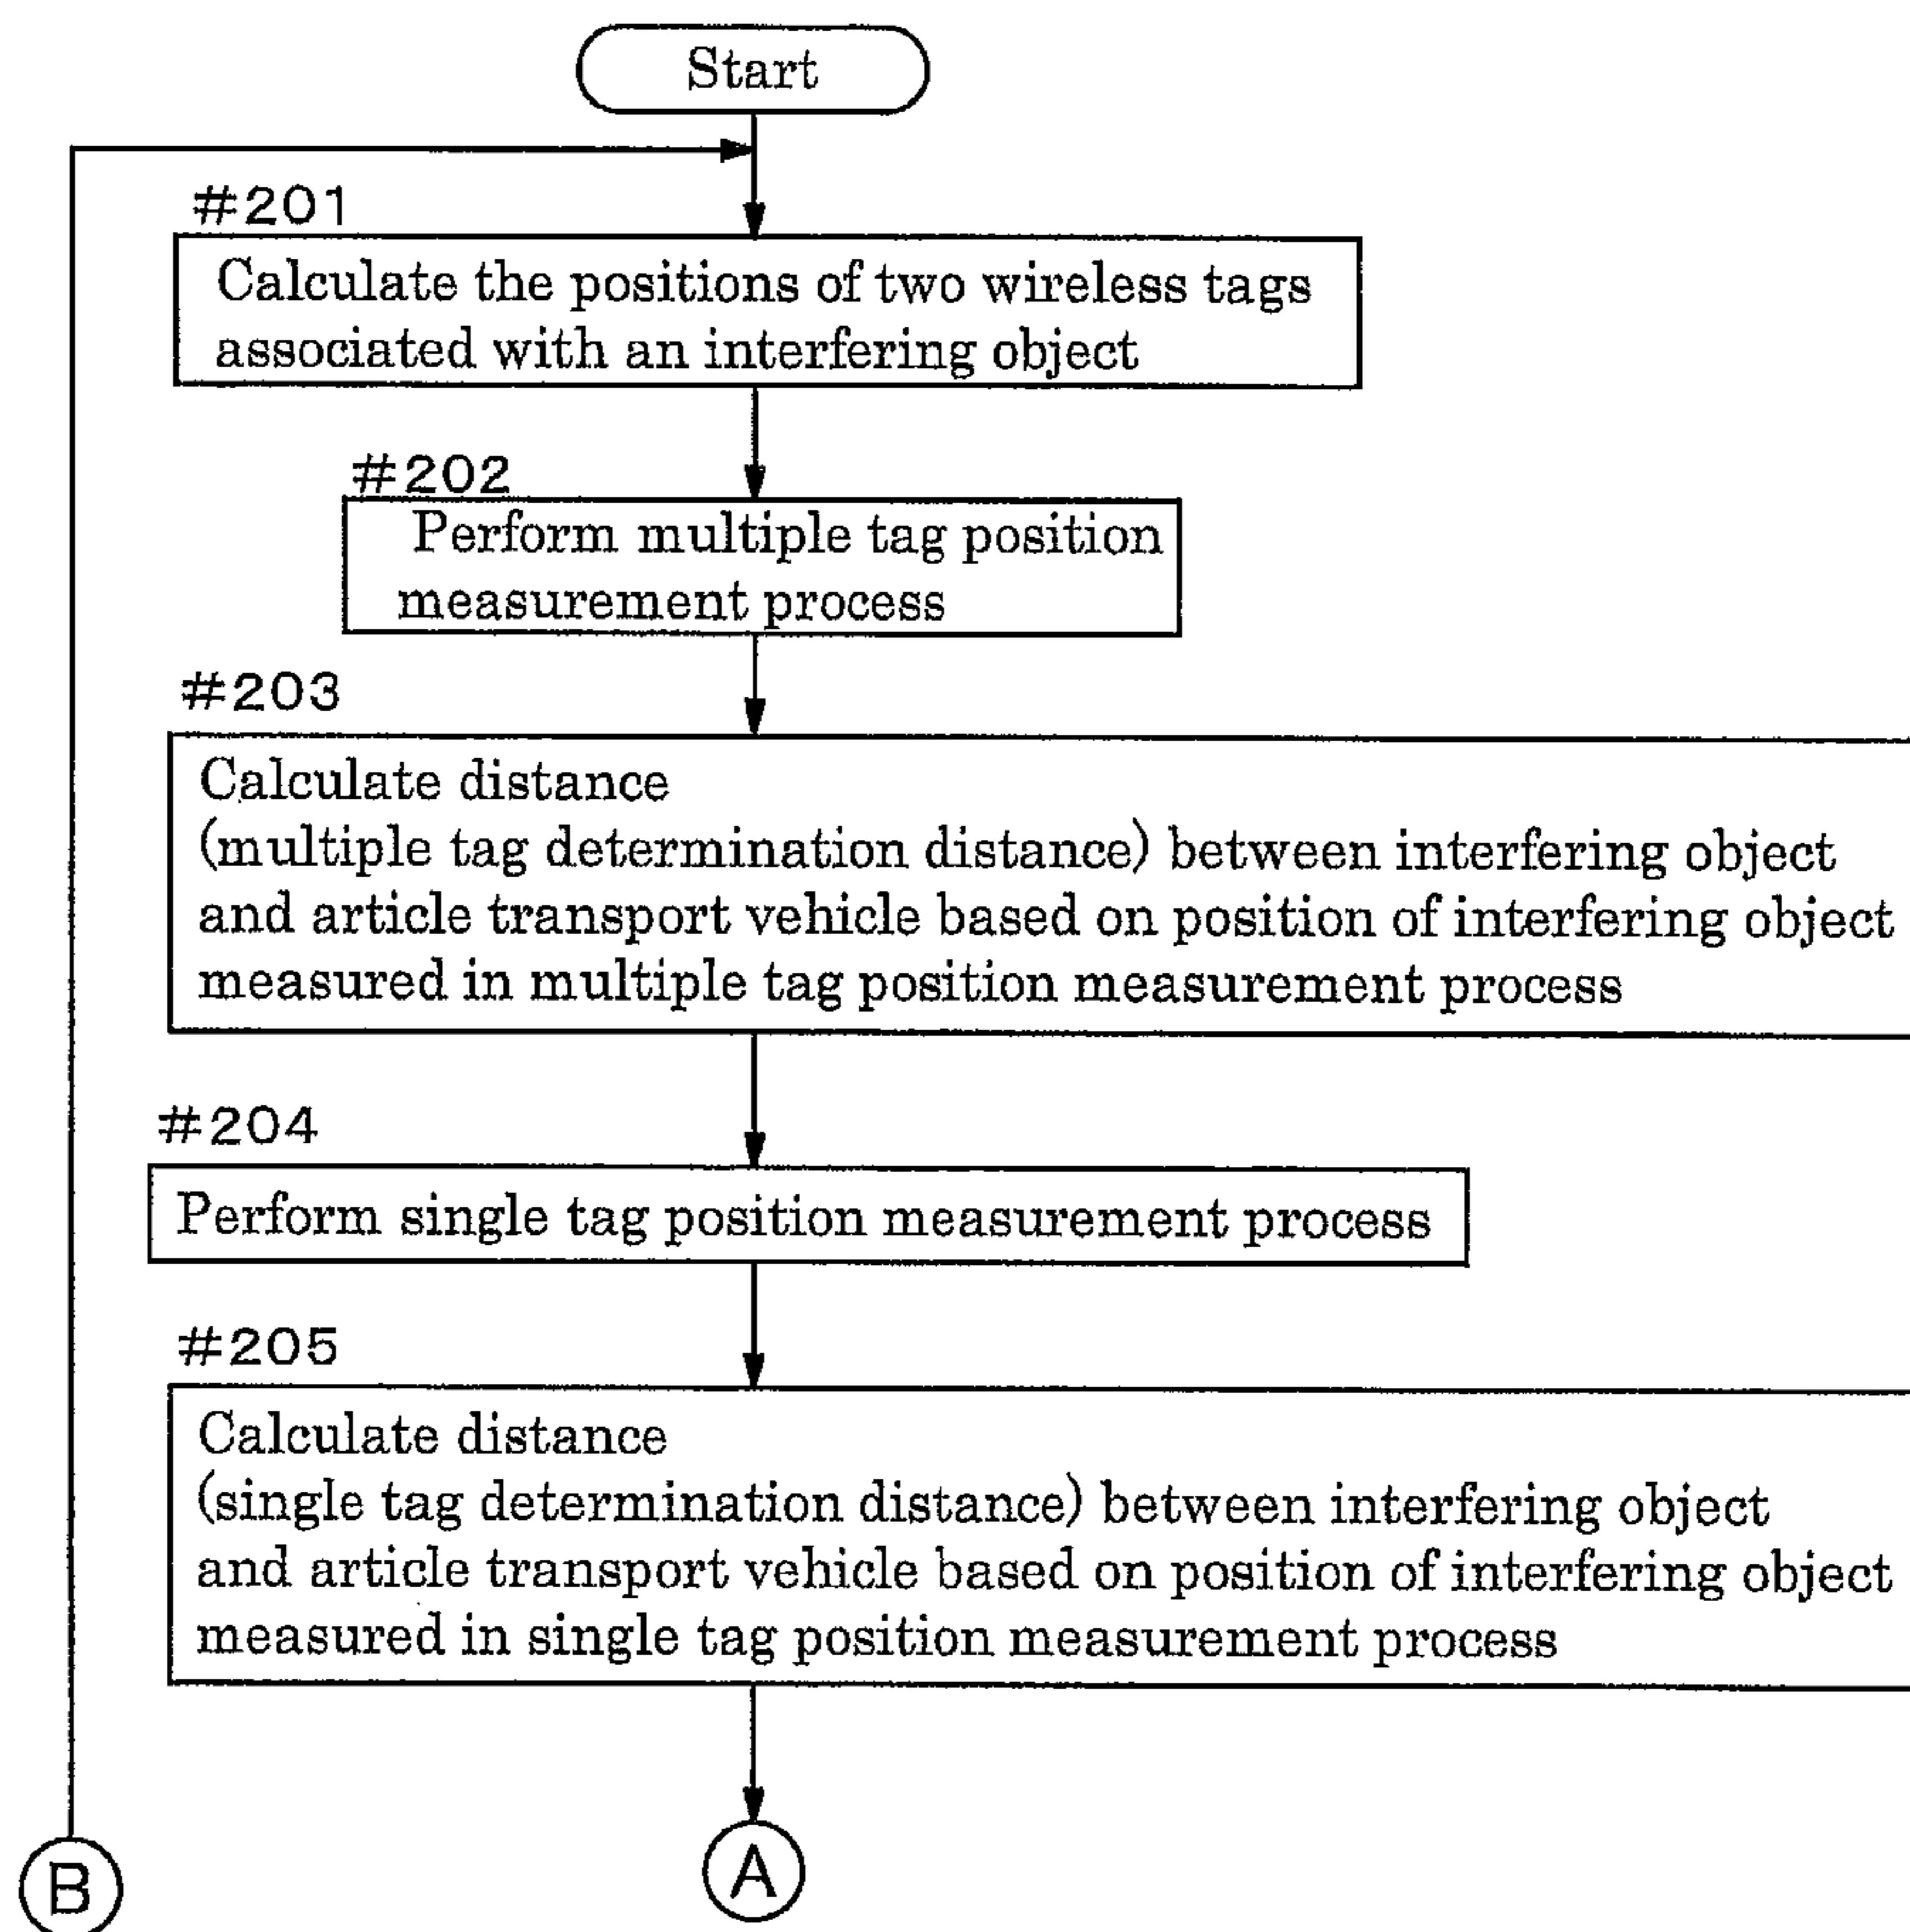 Start
#201
Calculate the positions of two wireless tags
associated with an interfering object
#202
Perform multiple tag position
measurement process
#203
Calculate distance
(multiple tag determination distance) between interfering object
and article transport vehicle based on position of interfering object
measured in multiple tag position measurement process
#204
Perform single tag position measurement process
#205
Calculate distance
(single tag determination distance) between interfering object
and article transport vehicle based on position of interfering object
measured in single tag position measurement process
B
A